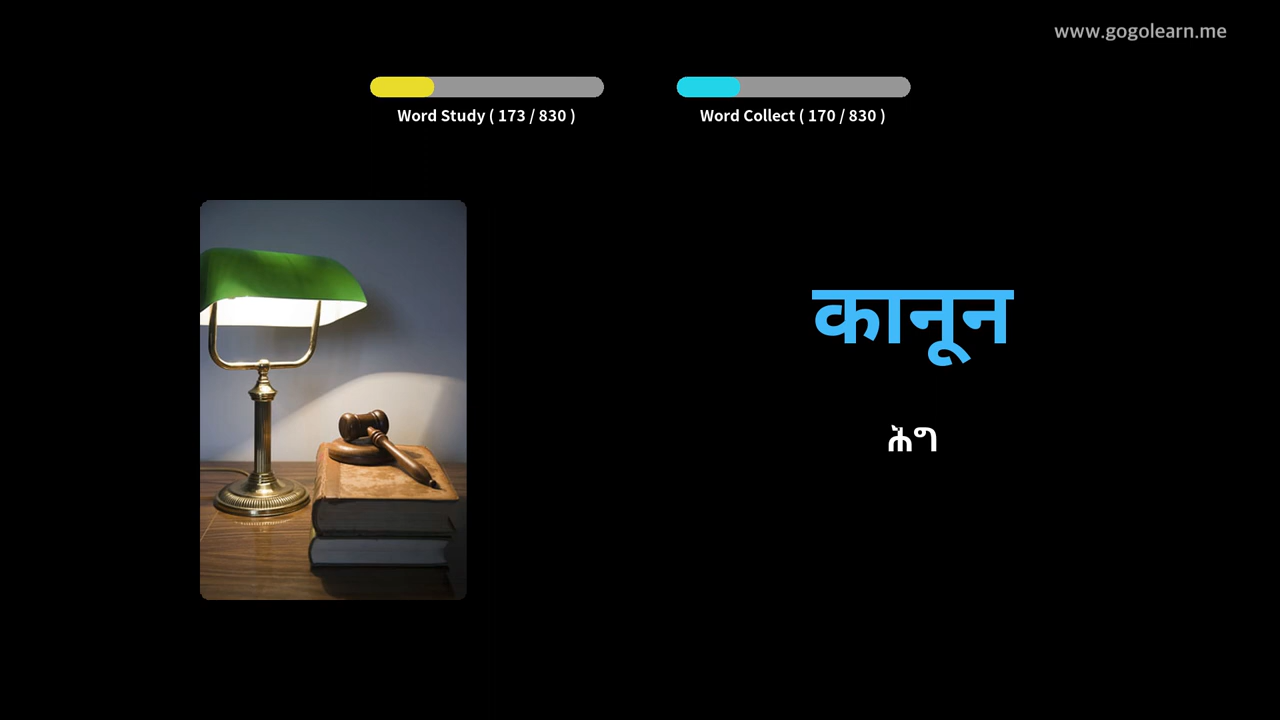 www.gogolearn.me
Word Study ( 173 / 830 )
Word Collect ( 170 / 830 )
कानून
ሕግ